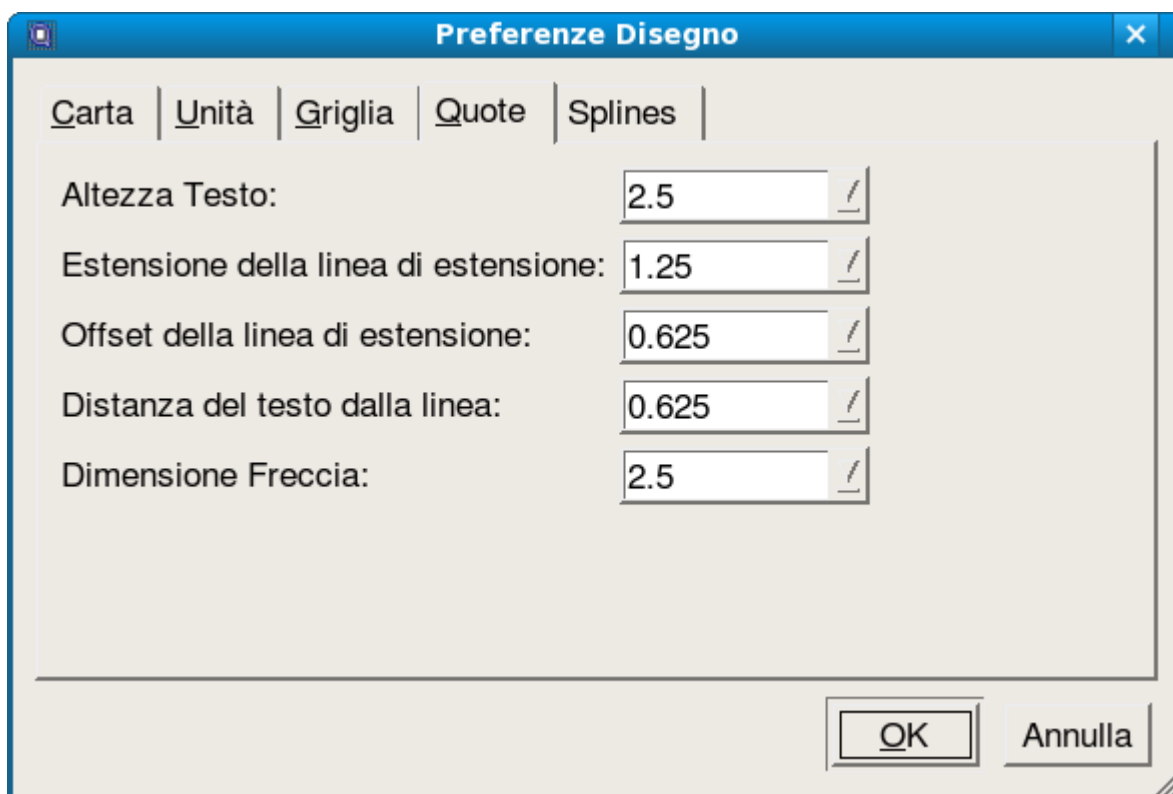 Preferenze Disegno
Carta Unità Griglia Quote Splines
Altezza Testo: 2.5
Estensione della linea di estensione: 1.25
Offset della linea di estensione: 0.625
Distanza del testo dalla linea: 0.625
Dimensione Freccia: 2.5
OK Annulla